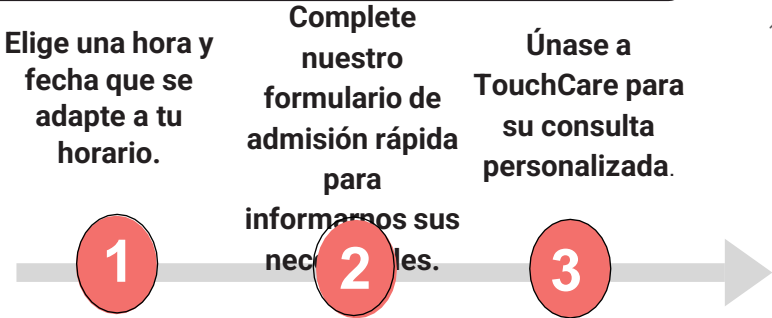 Elige una hora y
fecha que se
adapte a tu
horario.
Complete
nuestro
formulario de
admisión rápida
para
informarnos sus
necesidades.
Únase a
TouchCare para
su consulta
personalizada.
1
2
3